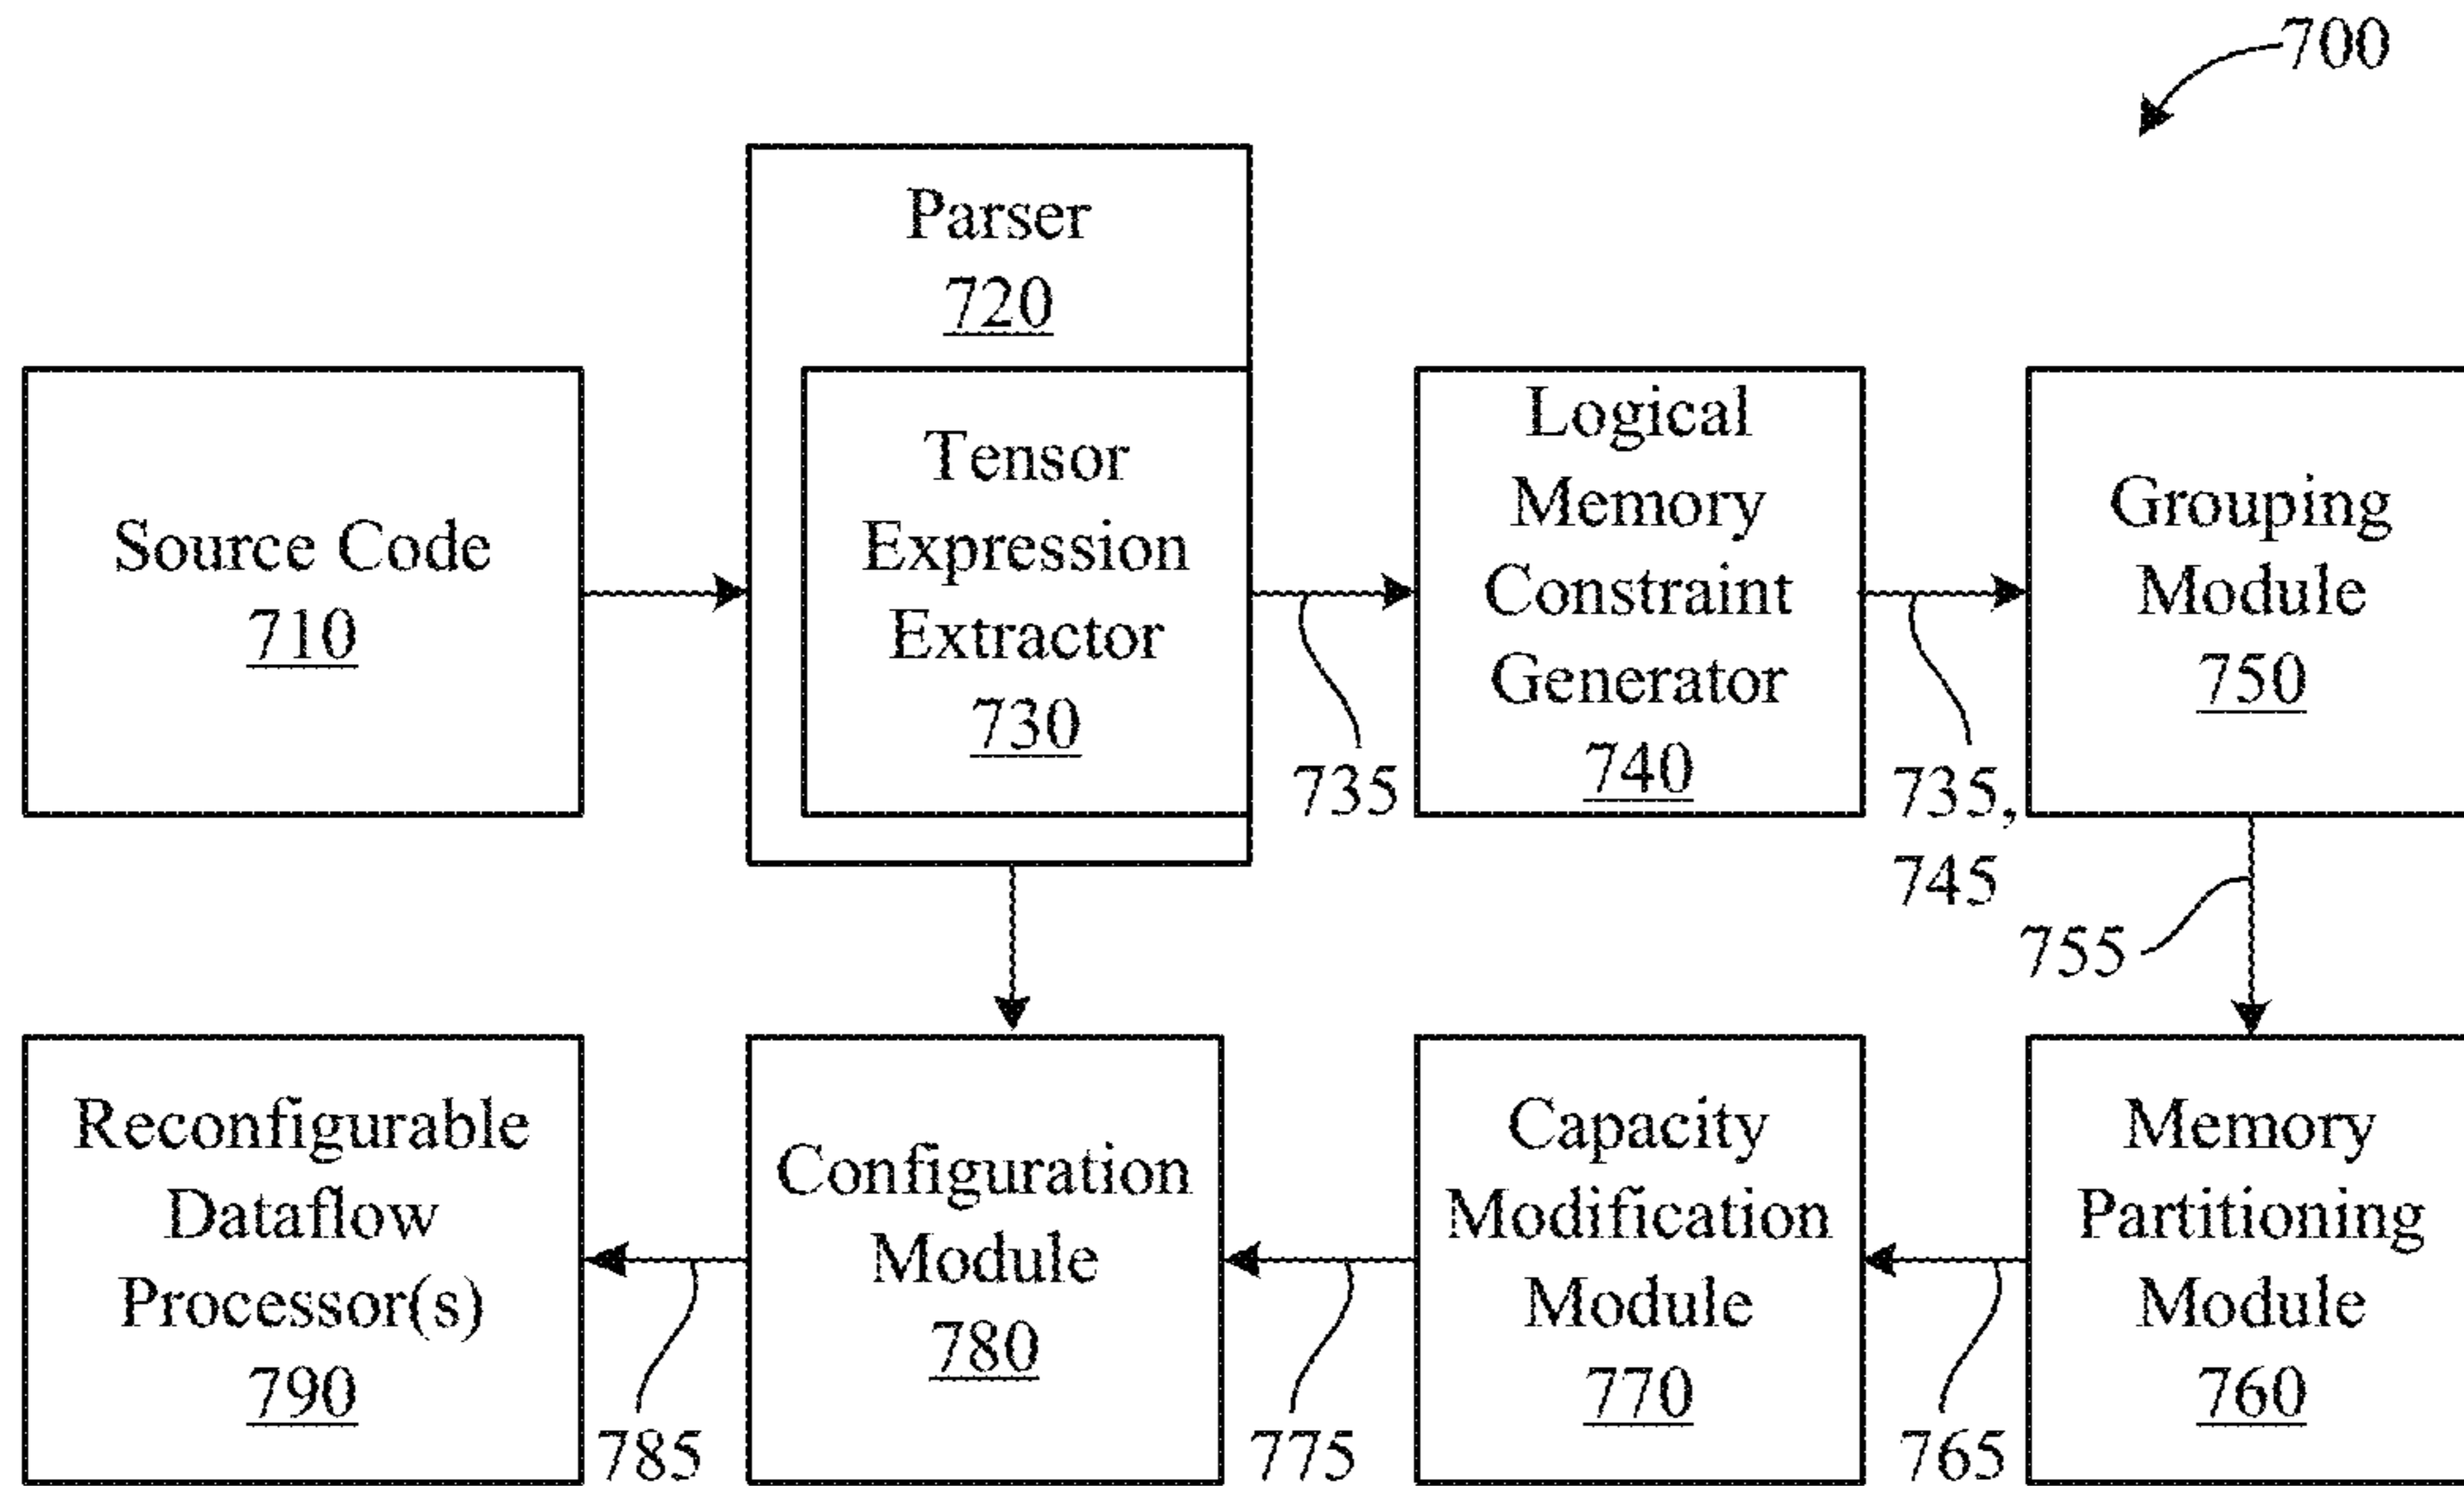 700
Parser
720
Source Code
710
Tensor
Expression
Extractor
730
735
Logical
Memory
Constraint
Generator
740
735,
745
Grouping
Module
750
755
Reconfigurable
Dataflow
Processor(s)
790
785
Configuration
Module
780
775
Capacity
Modification
Module
770
765
Memory
Partitioning
Module
760